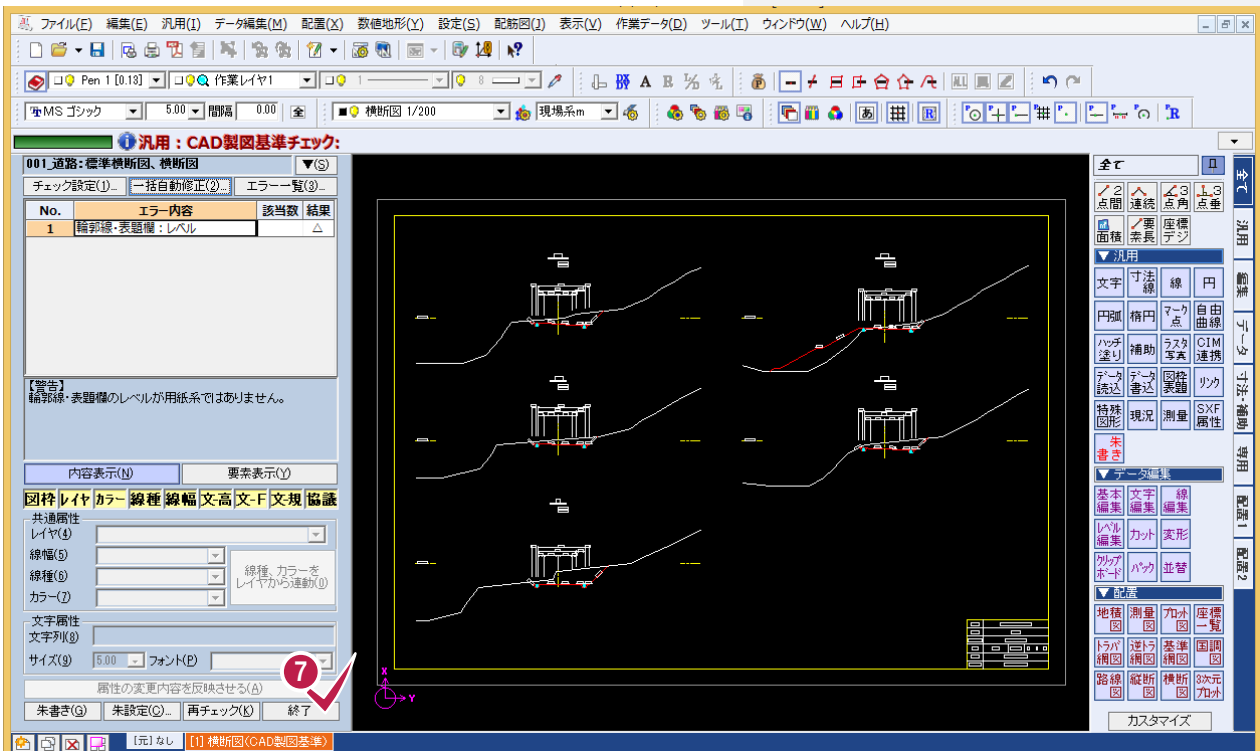 ファイル(F) 編集(E) 汎用(I) データ編集(M) 配置(X) 数値地形(Y) 設定(S) 配筋図(J) 表示(V) 作業データ(D) ツール(T) ウィンドウ(W) ヘルプ(H)
Pen 1 [0.13] 作業レイヤ1 1 8 A
MS ゴシック 5.00 間隔 0.00 全 横断図 1/200 現場系m あ R R
汎用：CAD製図基準チェック:
001_道路：標準横断図、横断図 ▼(S)
チェック設定(1)... 一括自動修正(2)... エラー一覧(3)...
No. エラー内容 該当数 結果
1 輪郭線・表題欄：レベル △
【警告】
輪郭線・表題欄のレベルが用紙系ではありません。
内容表示(N) 要素表示(Y)
図枠 レイヤ カラー 線種 線幅 文-高 文-F 文-規 協議
共通属性
レイヤ(4)
線幅(5)
線種(6)
カラー(7)
線種、カラーを
レイヤから連動(0)
文字属性
文字列(8)
サイズ(9) 5.00 フォント(P)
属性の変更内容を反映させる(A)
朱書き(G) 朱設定(C)... 再チェック(K) 終了
7
X
Y
[元] なし [1] 横断図(CAD製図基準)
全て
2点間 連続 3点角 3点垂
面積 要素長 座標デジ
▼ 汎用
文字 寸法線 線 円
円弧 楕円 マーク点 自由曲線
ハッチ塗り 補助 ラスタ写真 CIM連携
データ読込 データ書込 図枠表題 リンク
特殊図形 現況 測量 SXF属性
朱書き
▼ データ編集
基本編集 文字編集 線編集
レベル編集 カット 変形
クリップボード パック 並替
▼ 配置
地積図 測量図 プロット図 座標一覧
トラバ網図 逆トラ網図 基準網図 国調図
路線図 縦断図 横断図 3次元プロット
カスタマイズ
全て
汎用
編集
データ
寸法・補助
専用
配置1
配置2